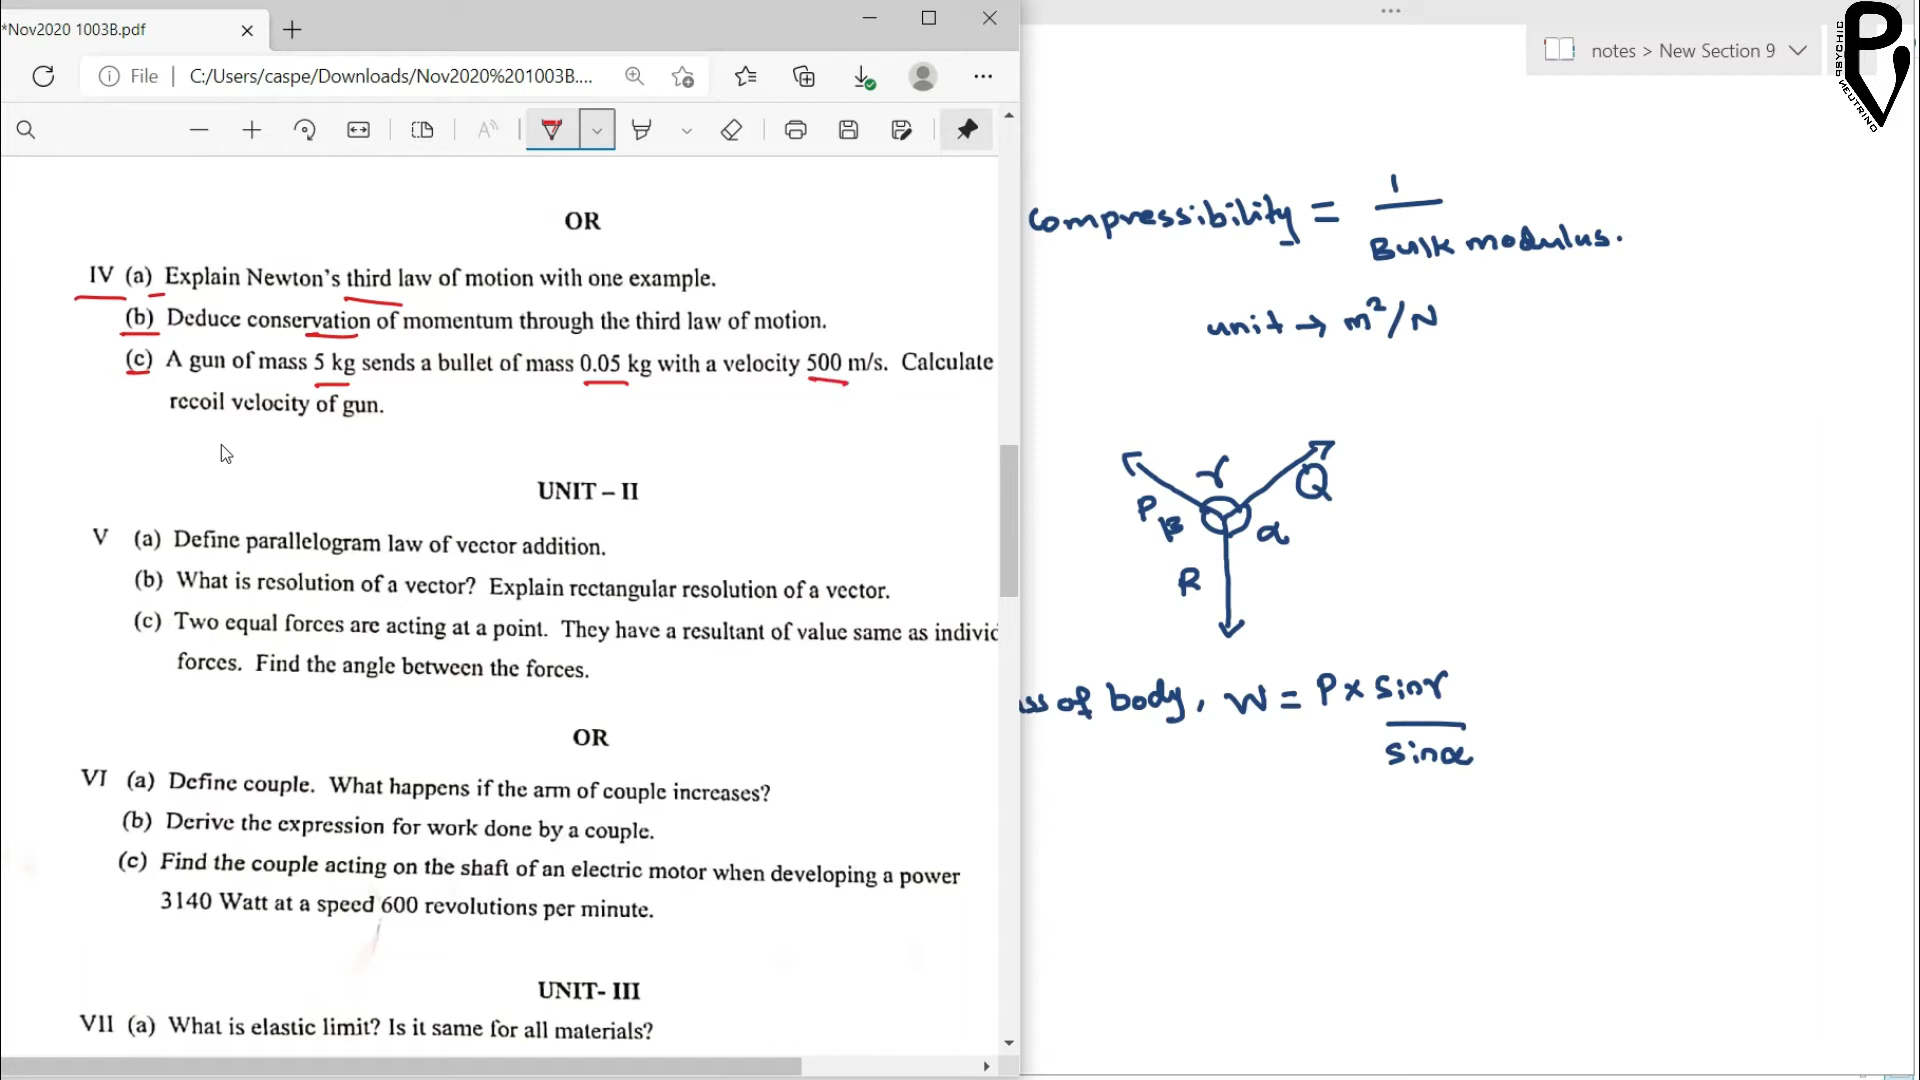 *Nov2020 1003B.pdf
File
C:/Users/caspe/Downloads/Nov2020%201003B....
OR
IV (a) Explain Newton's third law of motion with one example.
(b) Deduce conservation of momentum through the third law of motion.
(c) A gun of mass 5 kg sends a bullet of mass 0.05 kg with a velocity 500 m/s. Calculate
recoil velocity of gun.
UNIT – II
V (a) Define parallelogram law of vector addition.
(b) What is resolution of a vector? Explain rectangular resolution of a vector.
(c) Two equal forces are acting at a point. They have a resultant of value same as individ
forces. Find the angle between the forces.
OR
VI (a) Define couple. What happens if the arm of couple increases?
(b) Derive the expression for work done by a couple.
(c) Find the couple acting on the shaft of an electric motor when developing a power
3140 Watt at a speed 600 revolutions per minute.
UNIT- III
VII (a) What is elastic limit? Is it same for all materials?
notes > New Section 9
PSYCHIC
NEUTRINO
compressibility = 1
Bulk modulus.
unit → m²/N
γ
Q
P
β
α
R
ss of body, W = P × sinγ
sinα